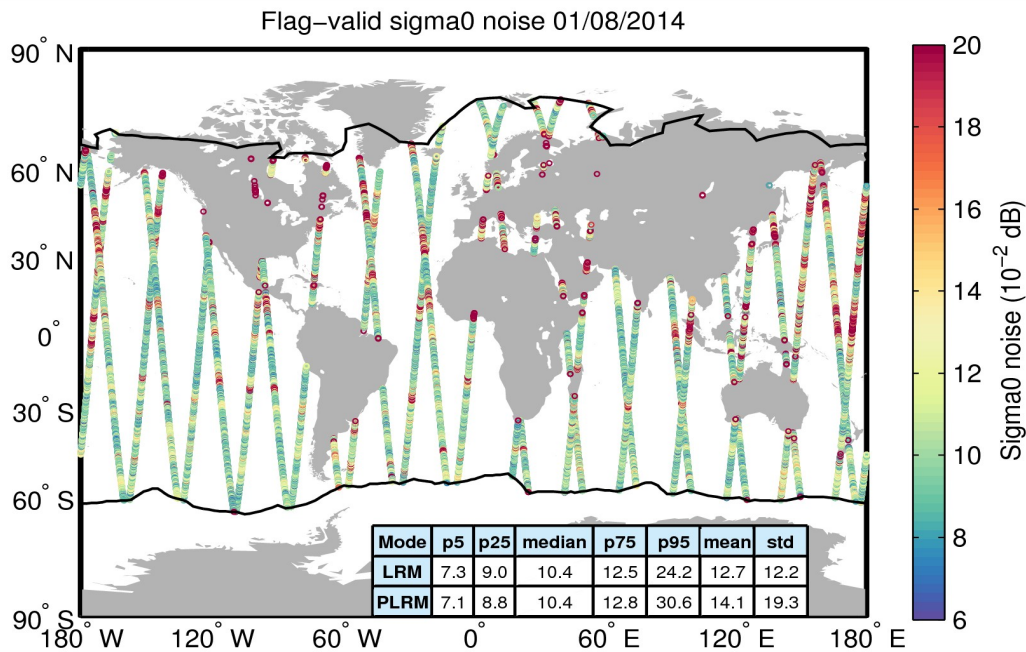 Flag−valid sigma0 noise 01/08/2014
90° N
60° N
30° N
0°
30° S
60° S
90° S
180° W
120° W
60° W
0°
60° E
120° E
180° E
Mode p5 p25 median p75 p95 mean std
LRM 7.3 9.0 10.4 12.5 24.2 12.7 12.2
PLRM 7.1 8.8 10.4 12.8 30.6 14.1 19.3
20
18
16
14
12
10
8
6
Sigma0 noise (10⁻² dB)